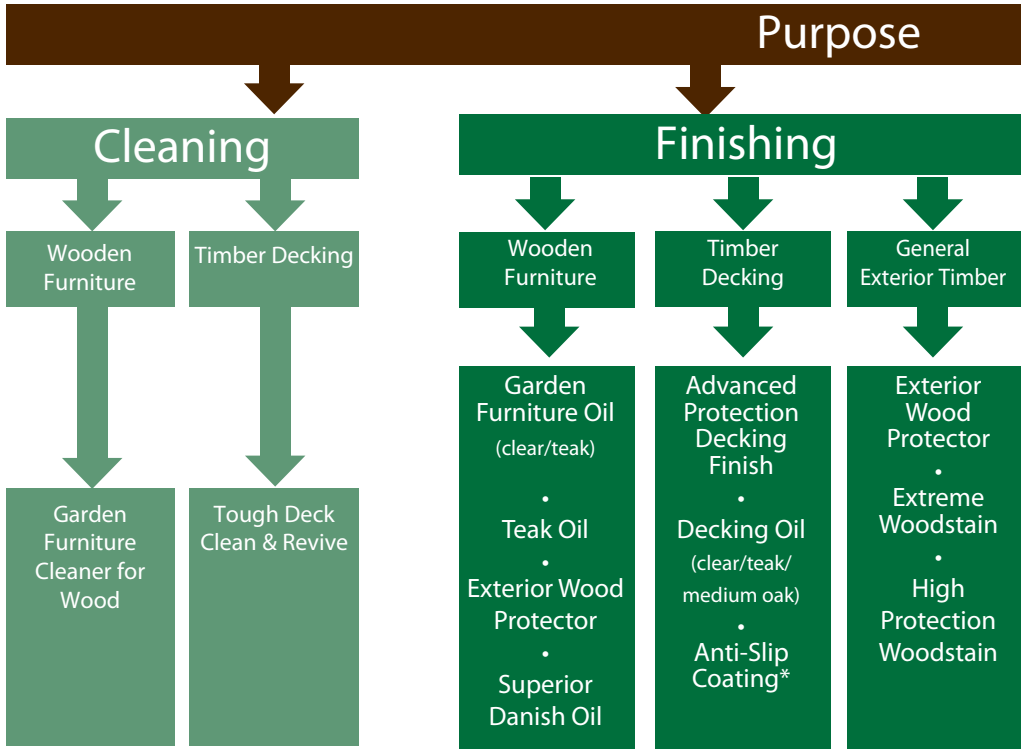 Purpose
Cleaning
Finishing
Wooden
Furniture
Timber Decking
Wooden
Furniture
Timber
Decking
General
Exterior Timber
Garden
Furniture
Cleaner for
Wood
Tough Deck
Clean & Revive
Garden
Furniture Oil
(clear/teak)
•
Teak Oil
•
Exterior Wood
Protector
•
Superior
Danish Oil
Advanced
Protection
Decking
Finish
•
Decking Oil
(clear/teak/
medium oak)
•
Anti-Slip
Coating*
Exterior
Wood
Protector
•
Extreme
Woodstain
•
High
Protection
Woodstain